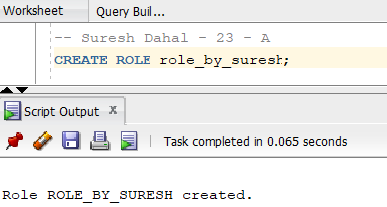 Worksheet Query Buil...
-- Suresh Dahal - 23 - A
CREATE ROLE role_by_suresh;
Script Output x
Task completed in 0.065 seconds
Role ROLE_BY_SURESH created.